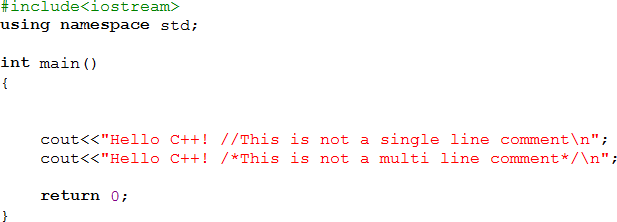 #include<iostream>
using namespace std;
int main()
{
cout<<"Hello C++! //This is not a single line comment\n";
cout<<"Hello C++! /*This is not a multi line comment*/\n";
return 0;
}